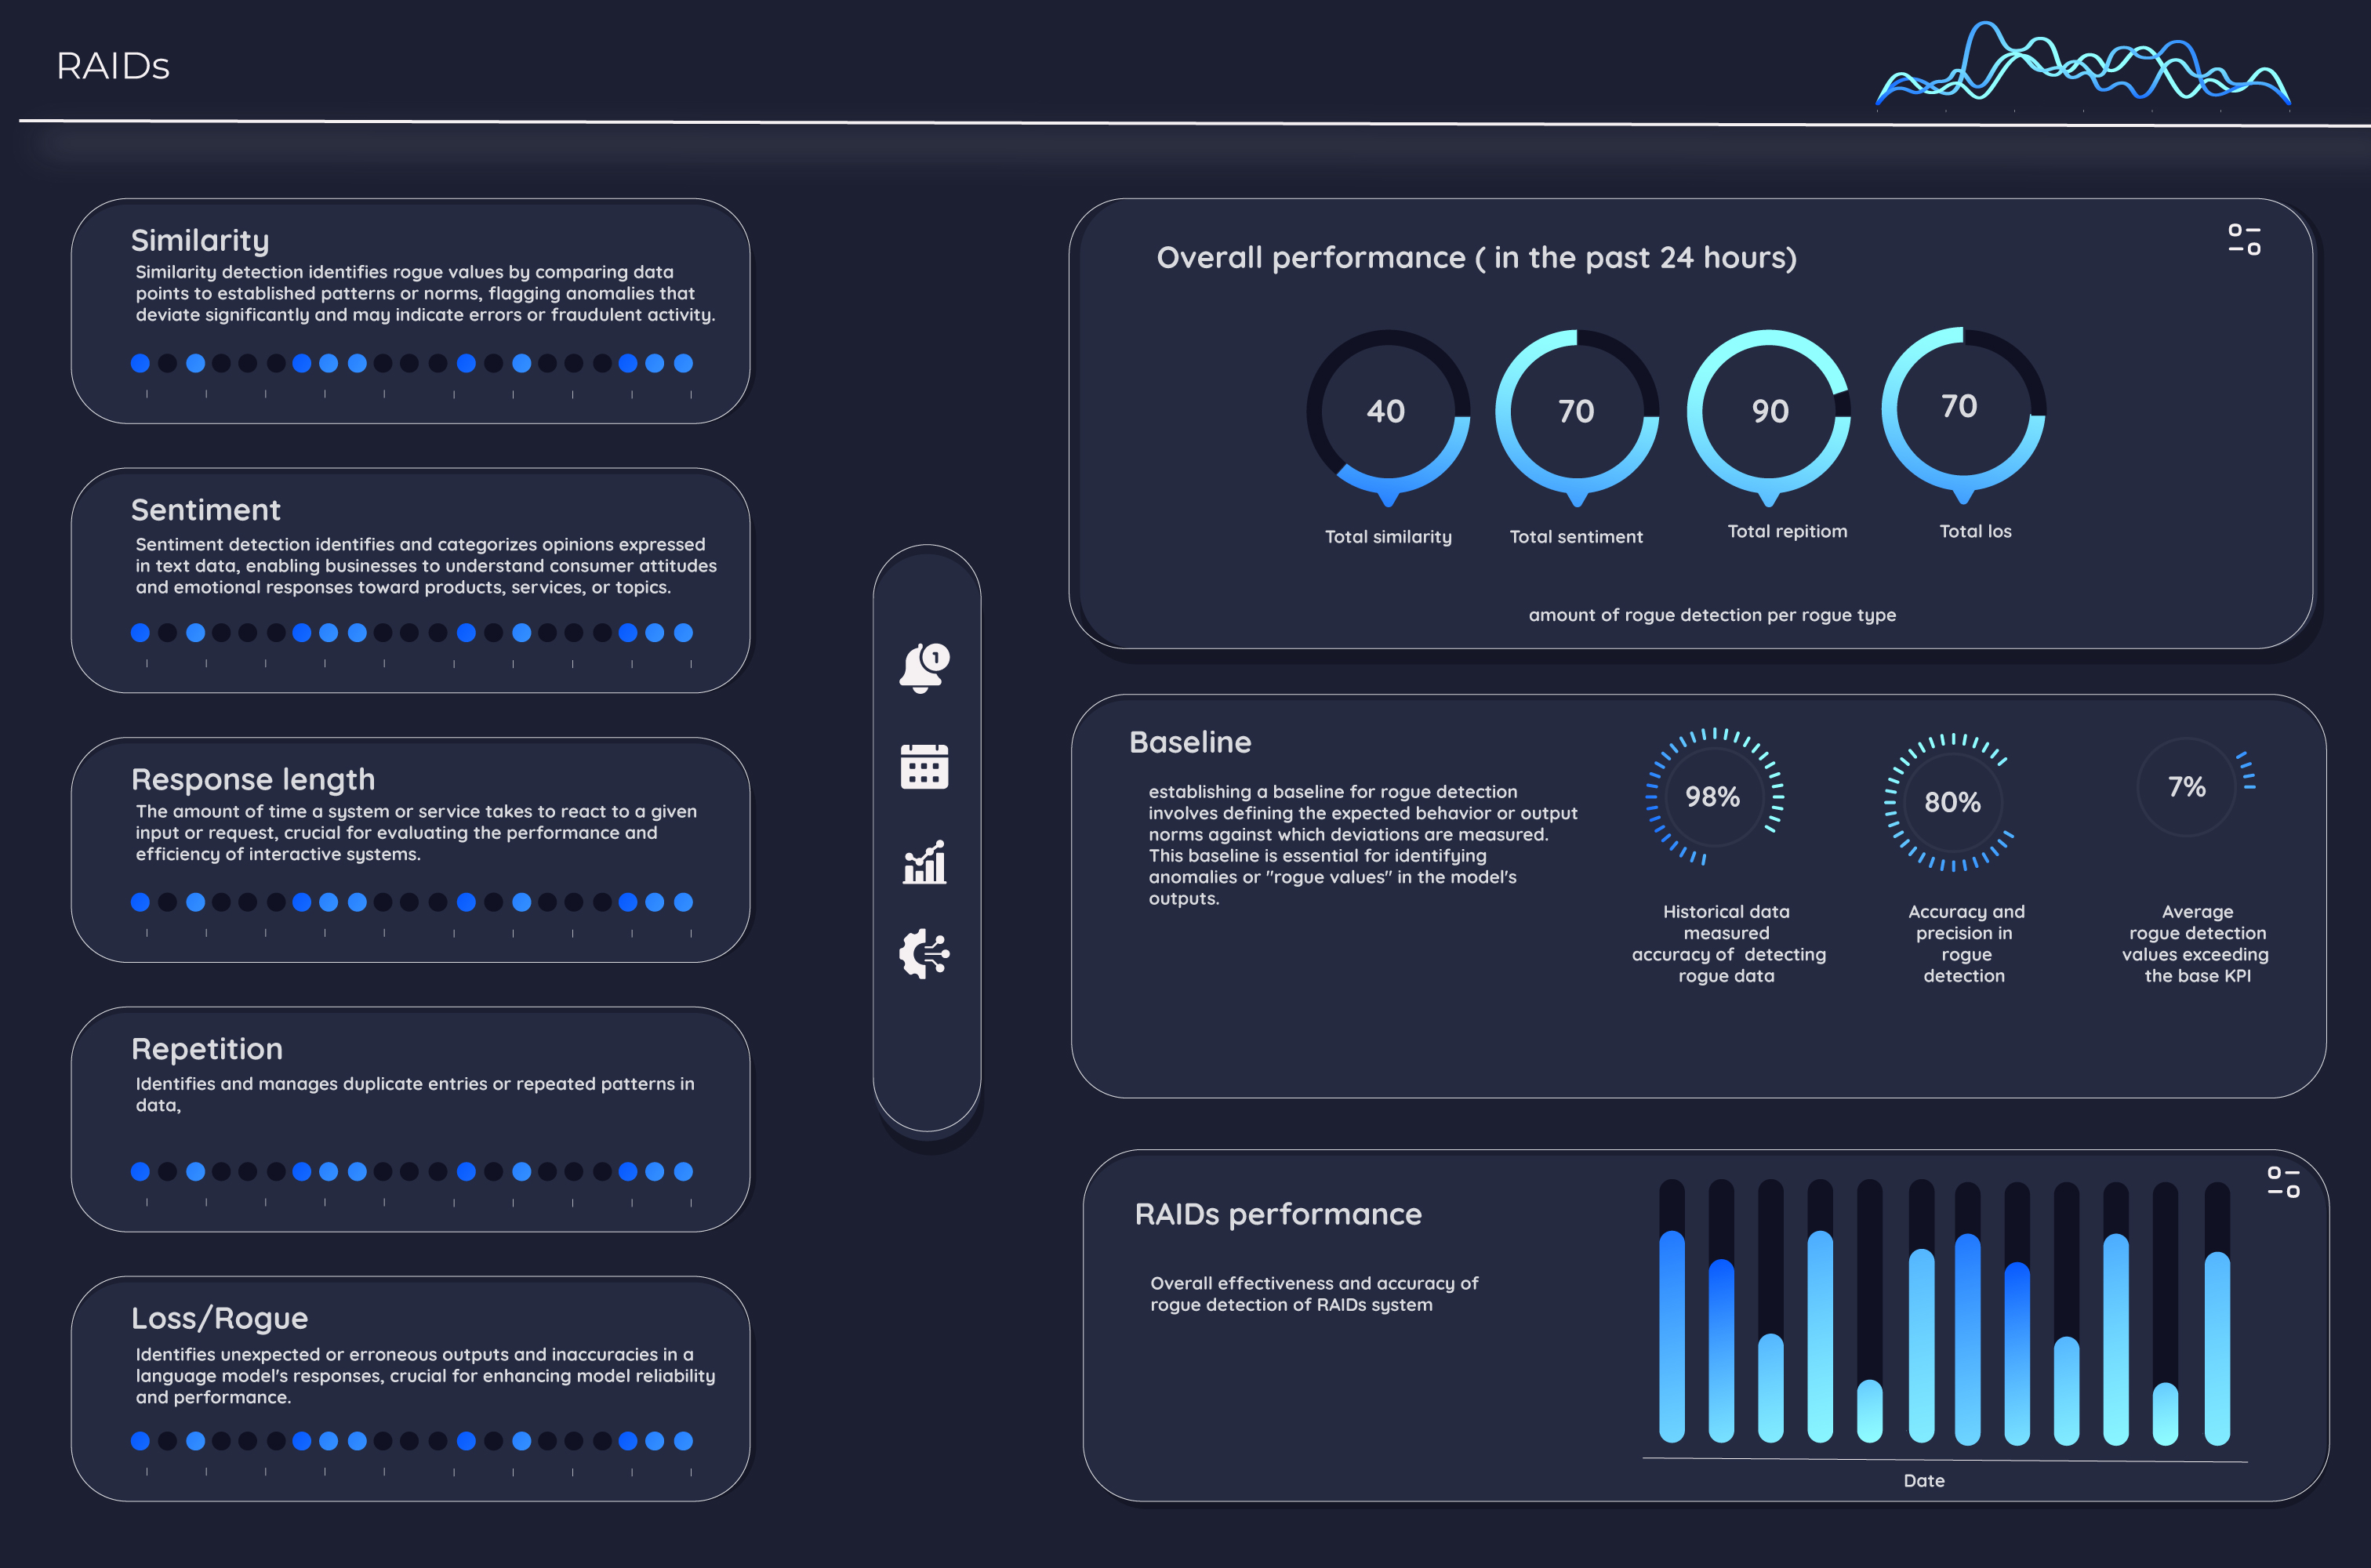 RAIDs
Similarity
Similarity detection identifies rogue values by comparing data
points to established patterns or norms, flagging anomalies that
deviate significantly and may indicate errors or fraudulent activity.
Sentiment
Sentiment detection identifies and categorizes opinions expressed
in text data, enabling businesses to understand consumer attitudes
and emotional responses toward products, services, or topics.
Response length
The amount of time a system or service takes to react to a given
input or request, crucial for evaluating the performance and
efficiency of interactive systems.
Repetition
Identifies and manages duplicate entries or repeated patterns in
data,
Loss/Rogue
Identifies unexpected or erroneous outputs and inaccuracies in a
language model's responses, crucial for enhancing model reliability
and performance.
1
Overall performance ( in the past 24 hours)
40
70
90
70
Total similarity
Total sentiment
Total repitiom
Total los
amount of rogue detection per rogue type
Baseline
establishing a baseline for rogue detection
involves defining the expected behavior or output
norms against which deviations are measured.
This baseline is essential for identifying
anomalies or "rogue values" in the model's
outputs.
98%
Historical data
measured
accuracy of  detecting
rogue data
80%
Accuracy and
precision in
rogue
detection
7%
Average
rogue detection
values exceeding
the base KPI
RAIDs performance
Overall effectiveness and accuracy of
rogue detection of RAIDs system
Date